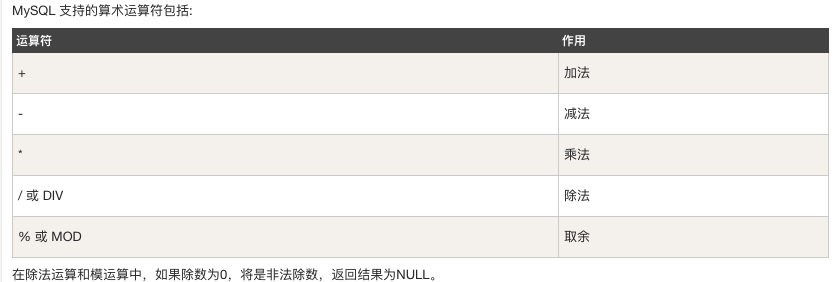 MySQL 支持的算术运算符包括:
运算符 作用
+ 加法
- 减法
* 乘法
/ 或 DIV 除法
% 或 MOD 取余
在除法运算和模运算中，如果除数为0，将是非法除数，返回结果为NULL。